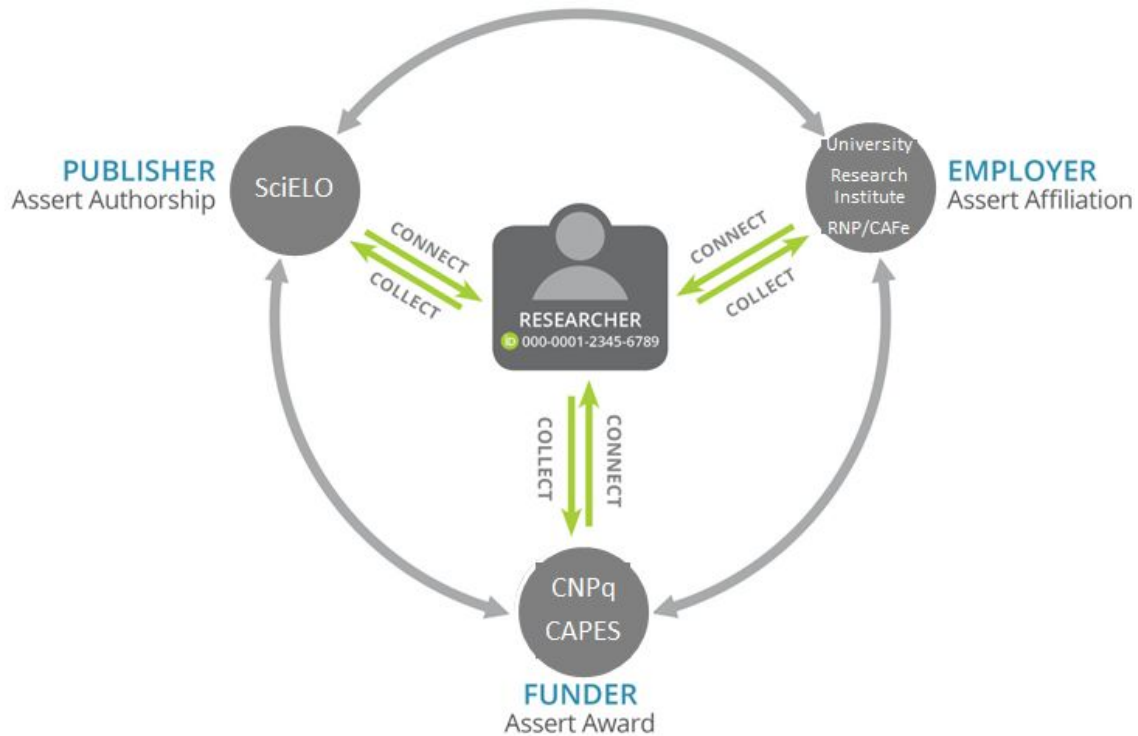 PUBLISHER
Assert Authorship
SciELO
University
Research
Institute
RNP/CAFe
EMPLOYER
Assert Affiliation
CONNECT
COLLECT
CONNECT
COLLECT
RESEARCHER
iD 000-0001-2345-6789
COLLECT
CONNECT
CNPq
CAPES
FUNDER
Assert Award